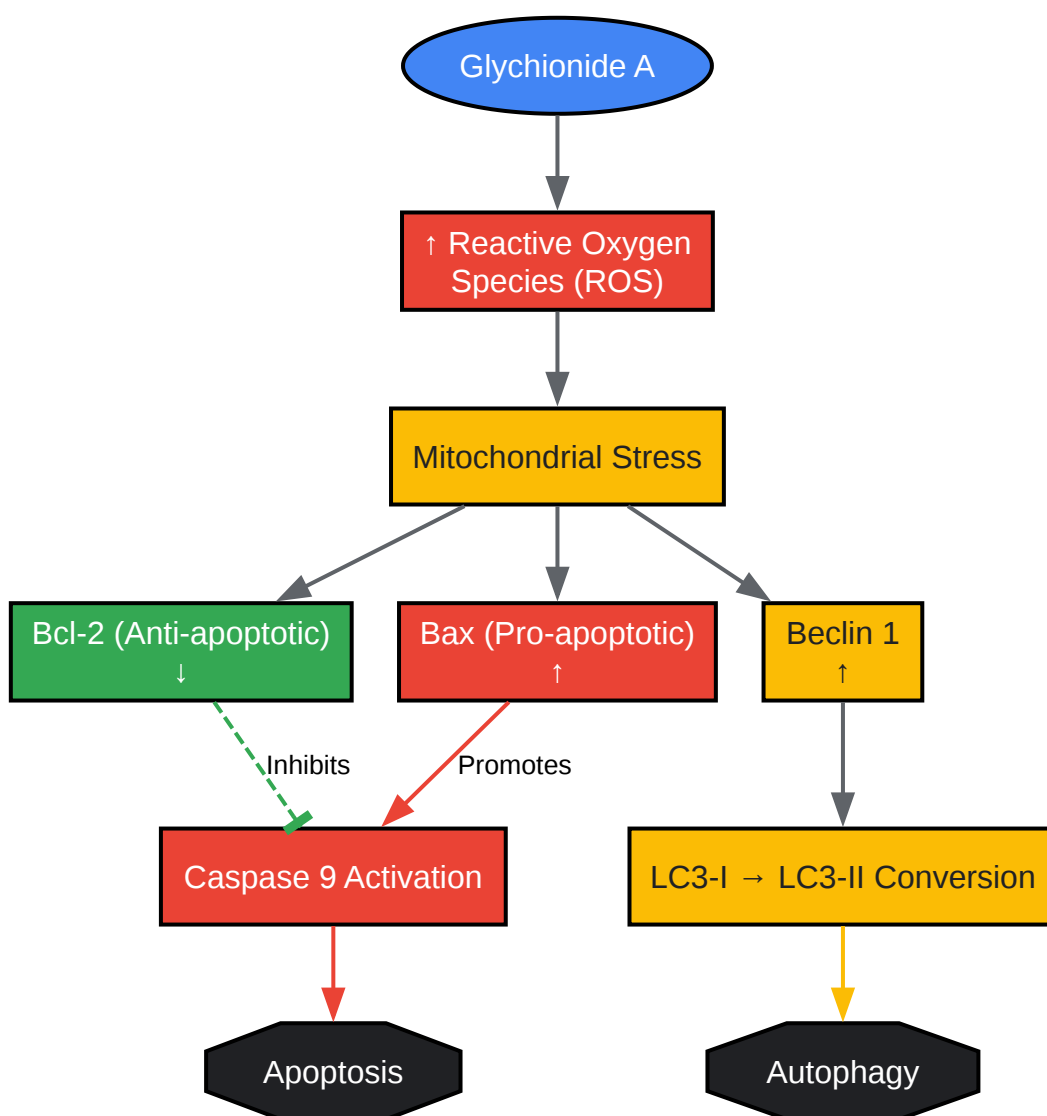 Glychionide A
↑ Reactive Oxygen
Species (ROS)
Mitochondrial Stress
Bcl-2 (Anti-apoptotic)
↓
Bax (Pro-apoptotic)
↑
Beclin 1
↑
Inhibits
Promotes
Caspase 9 Activation
LC3-I → LC3-II Conversion
Apoptosis
Autophagy